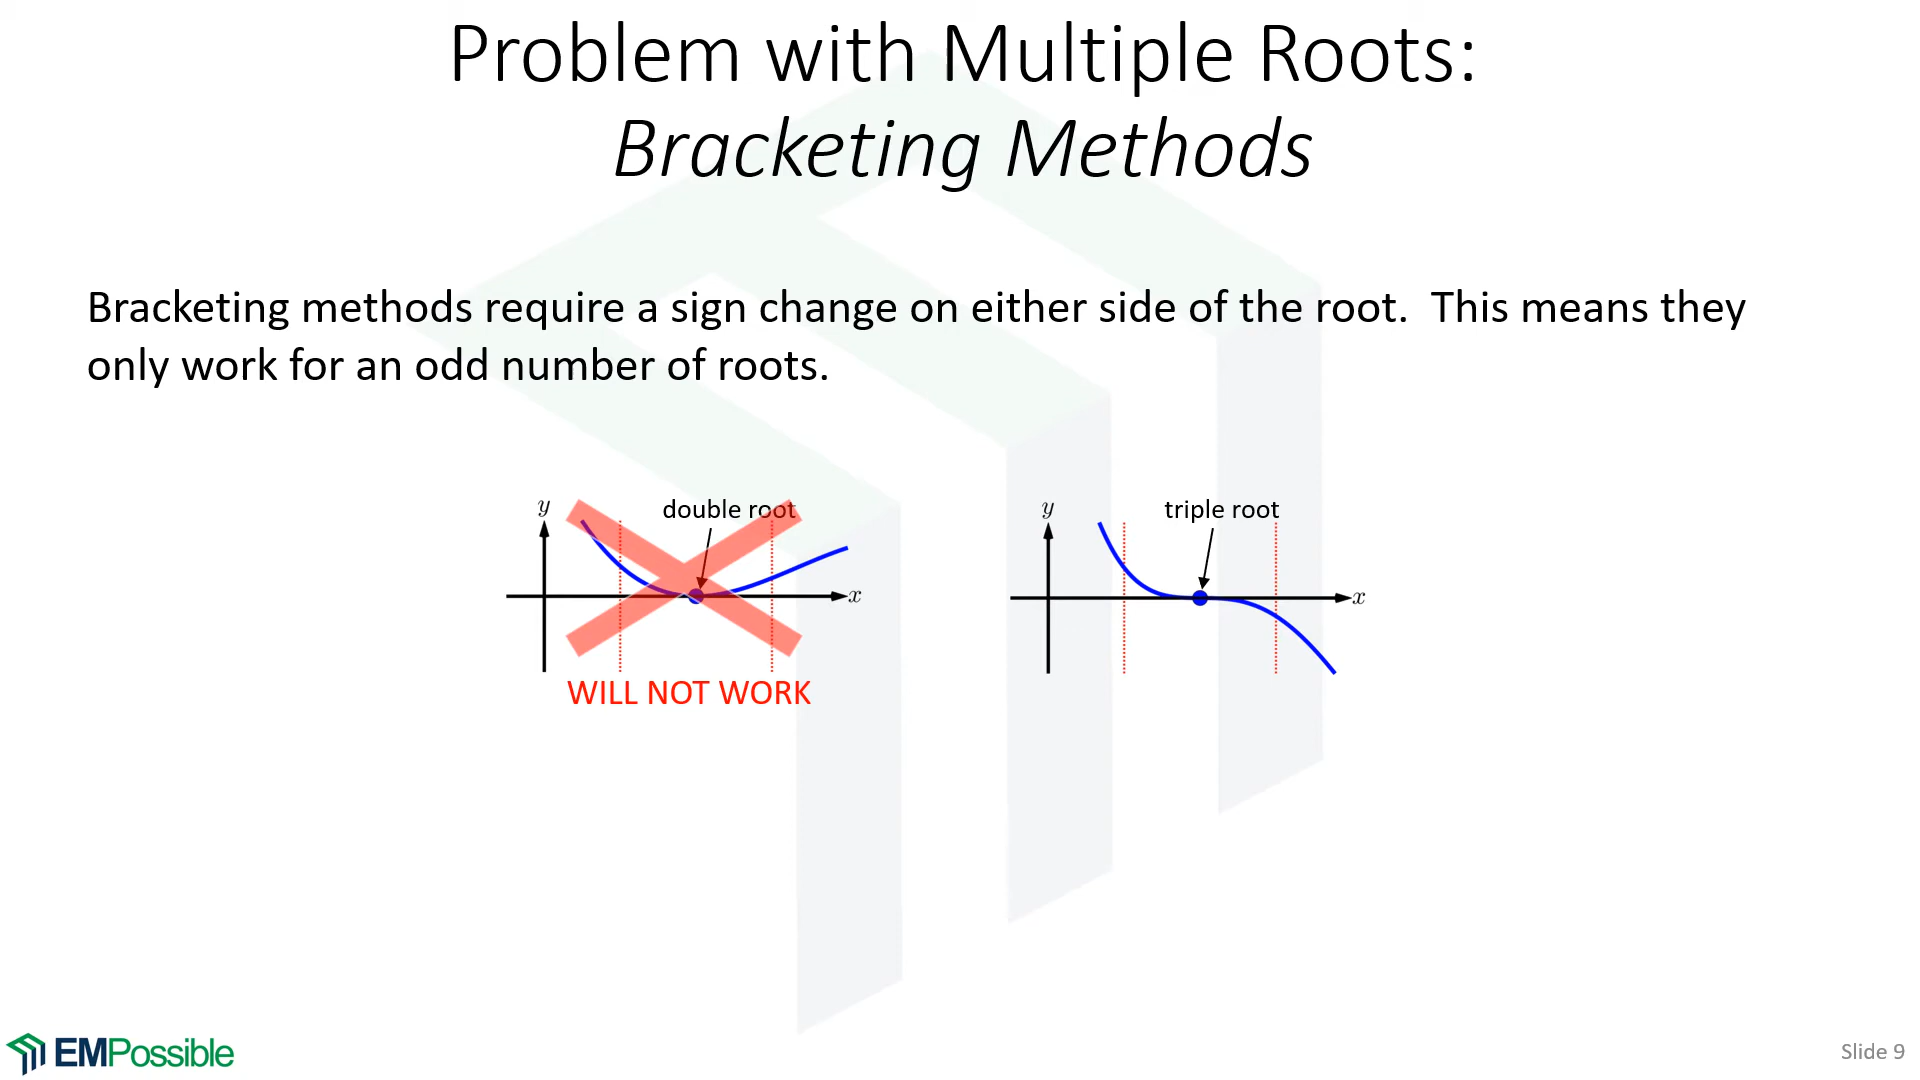 Problem with Multiple Roots:
Bracketing Methods
Bracketing methods require a sign change on either side of the root.  This means they
only work for an odd number of roots.
y
double root
x
WILL NOT WORK
y
triple root
x
EMPossible
Slide 9